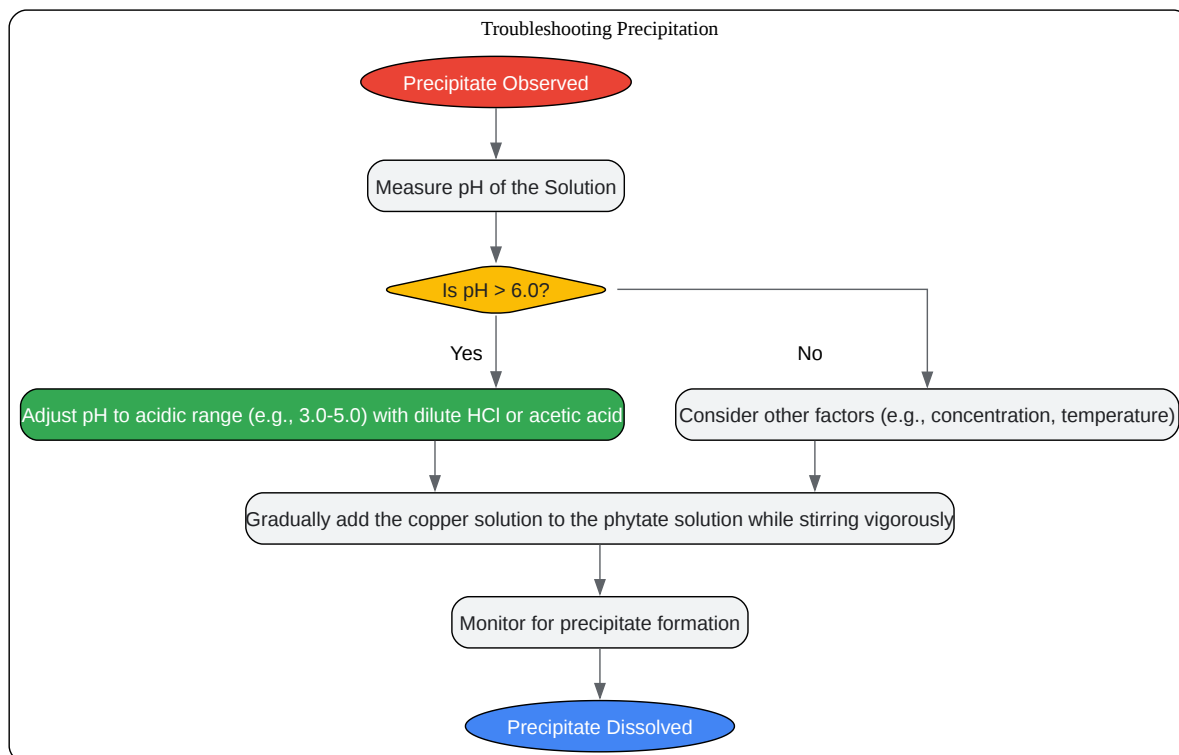 Troubleshooting Precipitation
Precipitate Observed
Measure pH of the Solution
Is pH > 6.0?
Yes
No
Adjust pH to acidic range (e.g., 3.0-5.0) with dilute HCl or acetic acid
Consider other factors (e.g., concentration, temperature)
Gradually add the copper solution to the phytate solution while stirring vigorously
Monitor for precipitate formation
Precipitate Dissolved